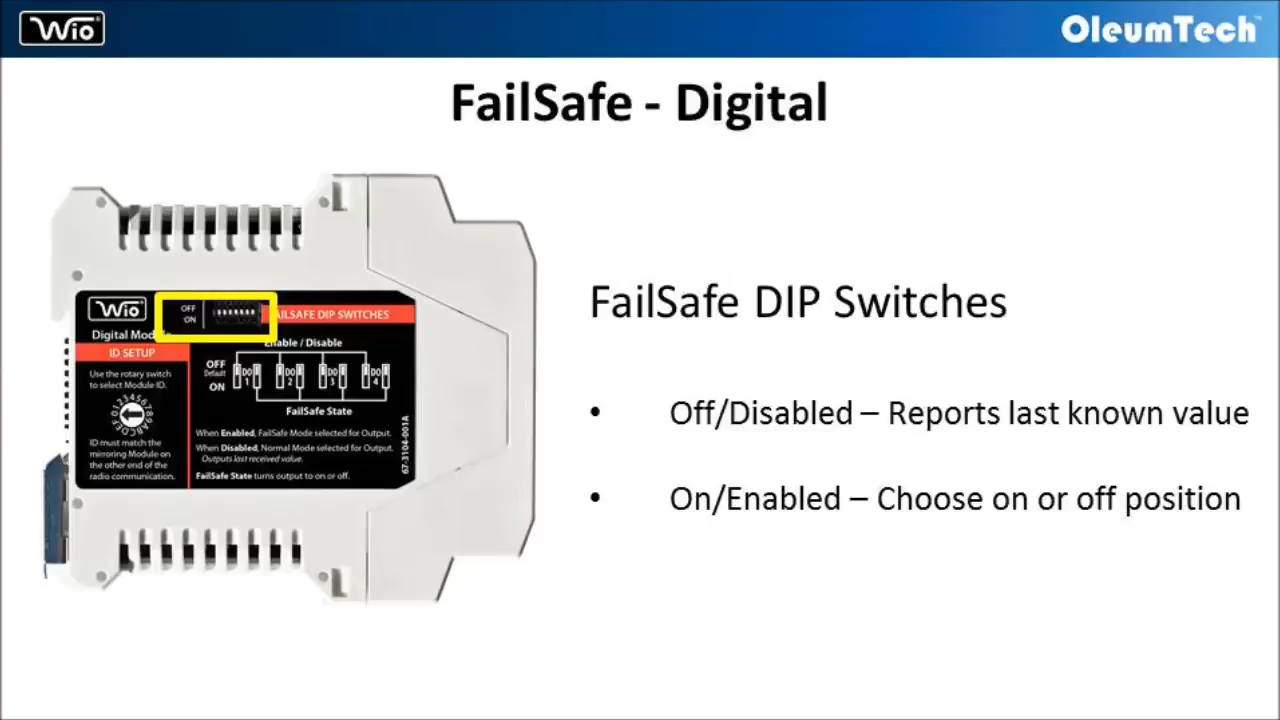 Wio
OleumTech™
FailSafe - Digital
Wio
OFF
ON
FAILSAFE DIP SWITCHES
Digital
ID SETUP
Use the rotary switch
to select Module ID.
0123456789ABCDEF
ID must match the
mirroring Module on
the other end of the
radio communication.
Enable / Disable
OFF
Default
ON
DO 1
DO 2
DO 3
DO 4
FailSafe State
When Enabled, FailSafe Mode selected for Output.
When Disabled, Normal Mode selected for Output.
Outputs last received value.
FailSafe State turns output to on or off.
67-3104-001A
FailSafe DIP Switches
• Off/Disabled – Reports last known value
• On/Enabled – Choose on or off position